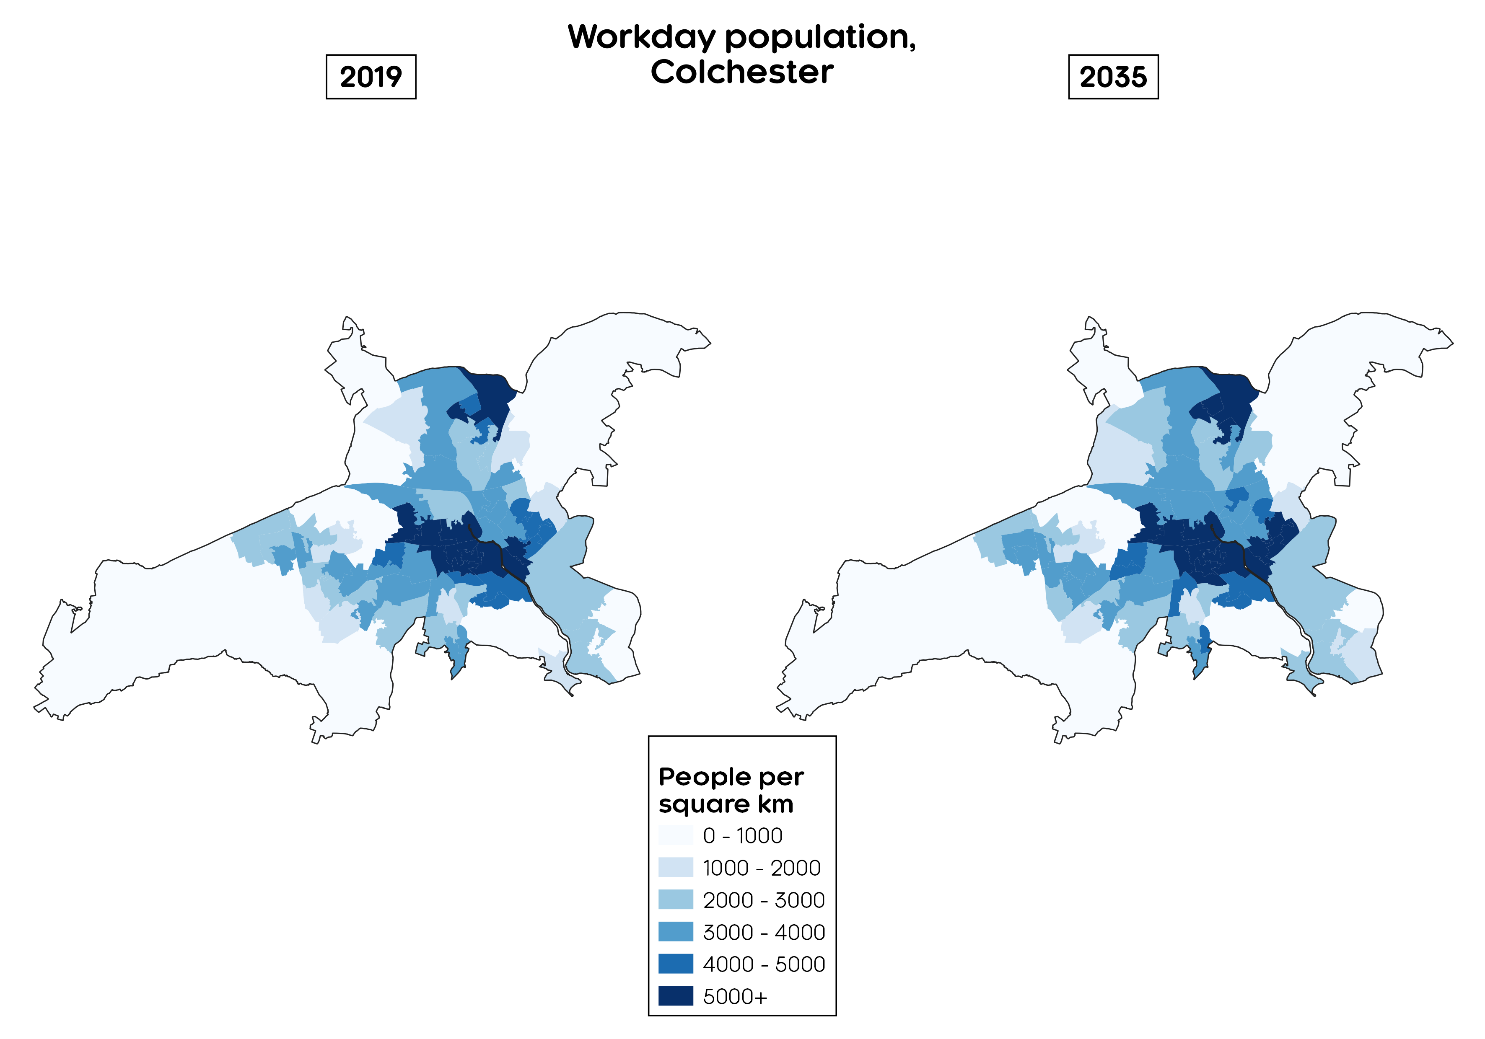 Workday population,
Colchester
2019
2035
People per
square km
0 - 1000
1000 - 2000
2000 - 3000
3000 - 4000
4000 - 5000
5000+